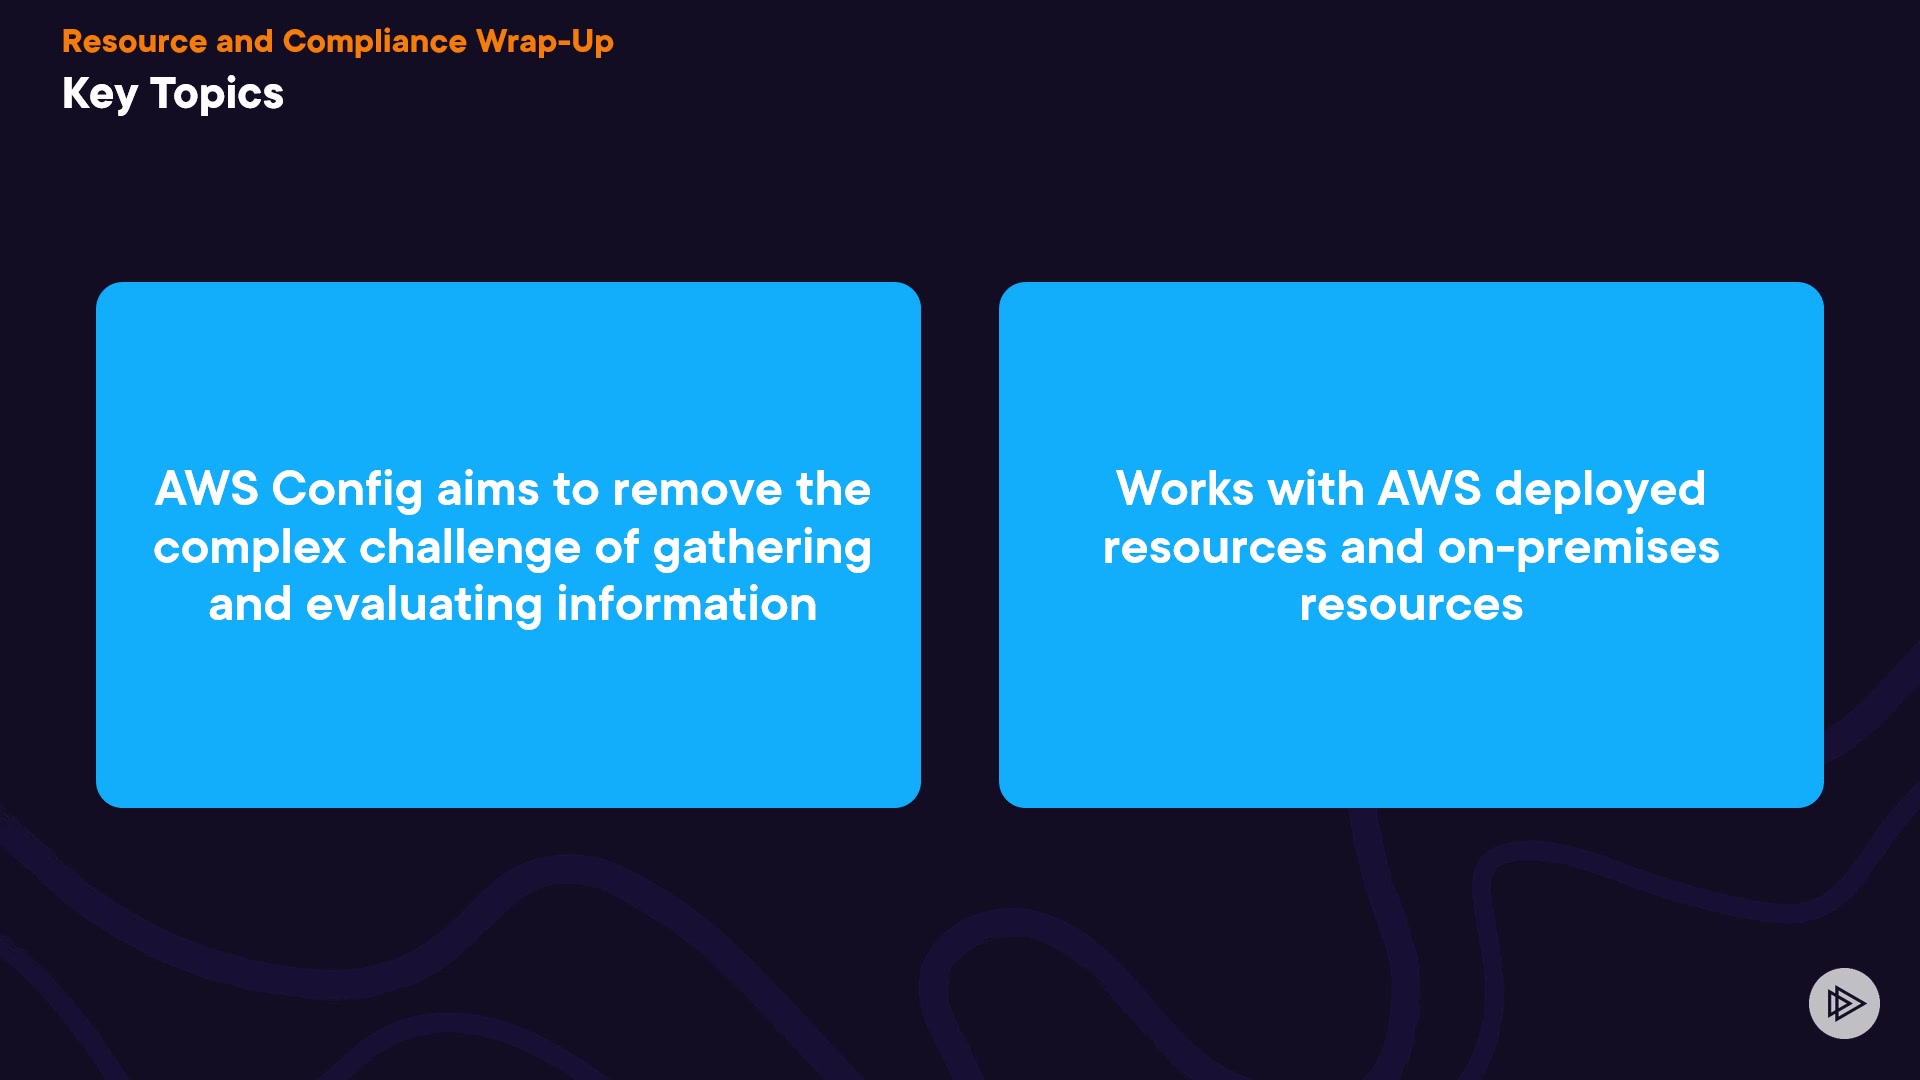 Resource and Compliance Wrap-Up
Key Topics
AWS Config aims to remove the
complex challenge of gathering
and evaluating information
Works with AWS deployed
resources and on-premises
resources